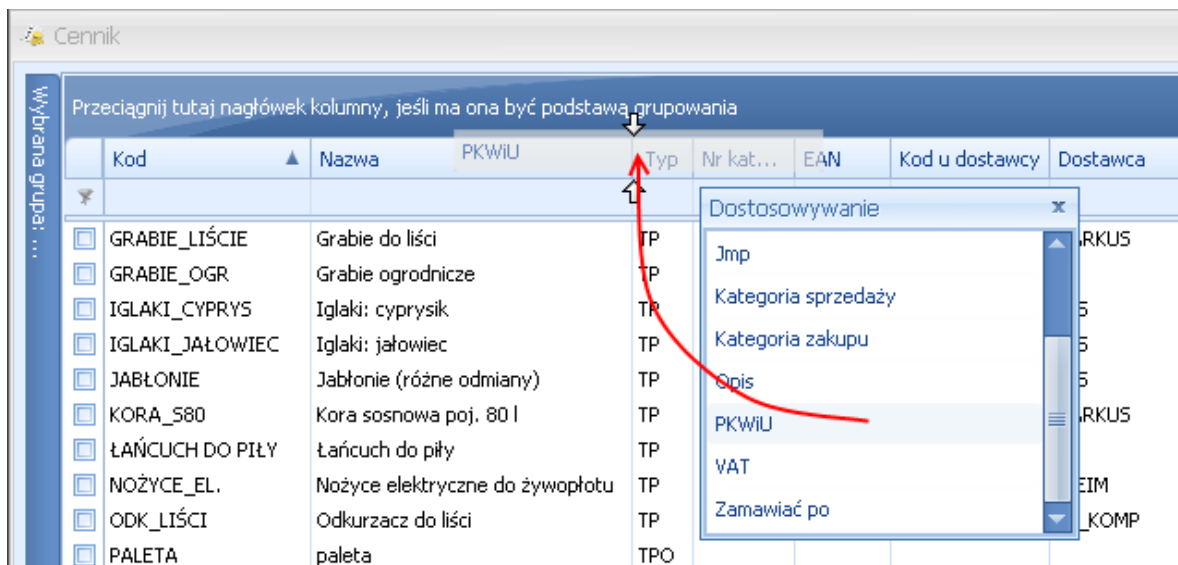 Cennik
Wybrana grupa: ...
Przeciągnij tutaj nagłówek kolumny, jeśli ma ona być podstawą grupowania
Kod Nazwa PKWiU Typ Nr kat... EAN Kod u dostawcy Dostawca
Dostosowywanie
Jmp
Kategoria sprzedaży
Kategoria zakupu
Opis
PKWiU
VAT
Zamawiać po
GRABIE_LIŚCIE Grabie do liści TP ARKUS
GRABIE_OGR Grabie ogrodnicze TP
IGLAKI_CYPRYS Iglaki: cyprysik TP S
IGLAKI_JAŁOWIEC Iglaki: jałowiec TP S
JABŁONIE Jabłonie (różne odmiany) TP S
KORA_S80 Kora sosnowa poj. 80 l TP ARKUS
ŁAŃCUCH DO PIŁY Łańcuch do piły TP
NOŻYCE_EL. Nożyce elektryczne do żywopłotu TP EIM
ODK_LIŚCI Odkurzacz do liści TP _KOMP
PALETA paleta TPO